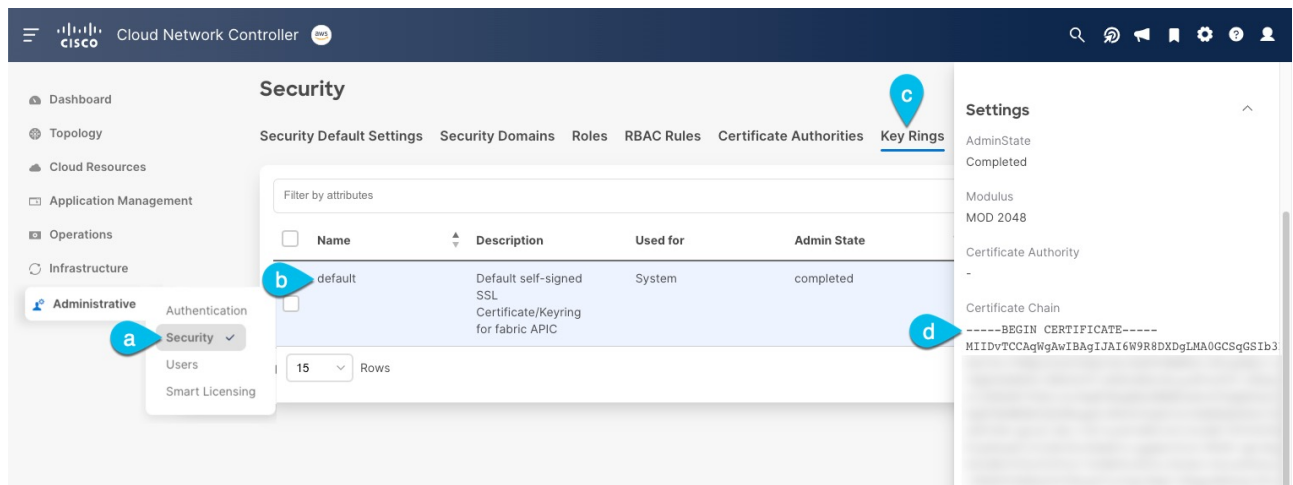 CISCO Cloud Network Controller aws
Dashboard
Topology
Cloud Resources
Application Management
Operations
Infrastructure
Administrative
Authentication
a
Security
Users
Smart Licensing
Security
Security Default Settings Security Domains Roles RBAC Rules Certificate Authorities Key Rings
c
Filter by attributes
Name Description Used for Admin State
b
default Default self-signed System completed
SSL
Certificate/Keyring
for fabric APIC
15 Rows
Settings
AdminState
Completed
Modulus
MOD 2048
Certificate Authority
-
Certificate Chain
d
-----BEGIN CERTIFICATE-----
MIIDvTCCAqWgAwIBAgIJAI6W9R8DXDgLMA0GCSqGSIb3